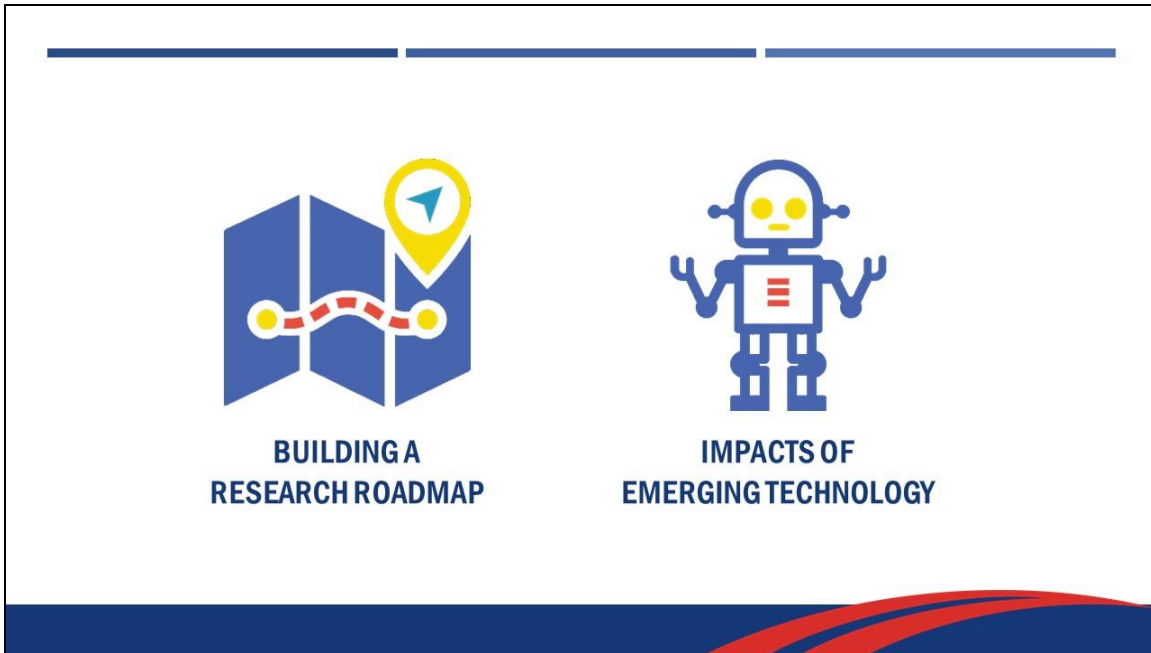 BUILDING A
RESEARCH ROADMAP
IMPACTS OF
EMERGING TECHNOLOGY